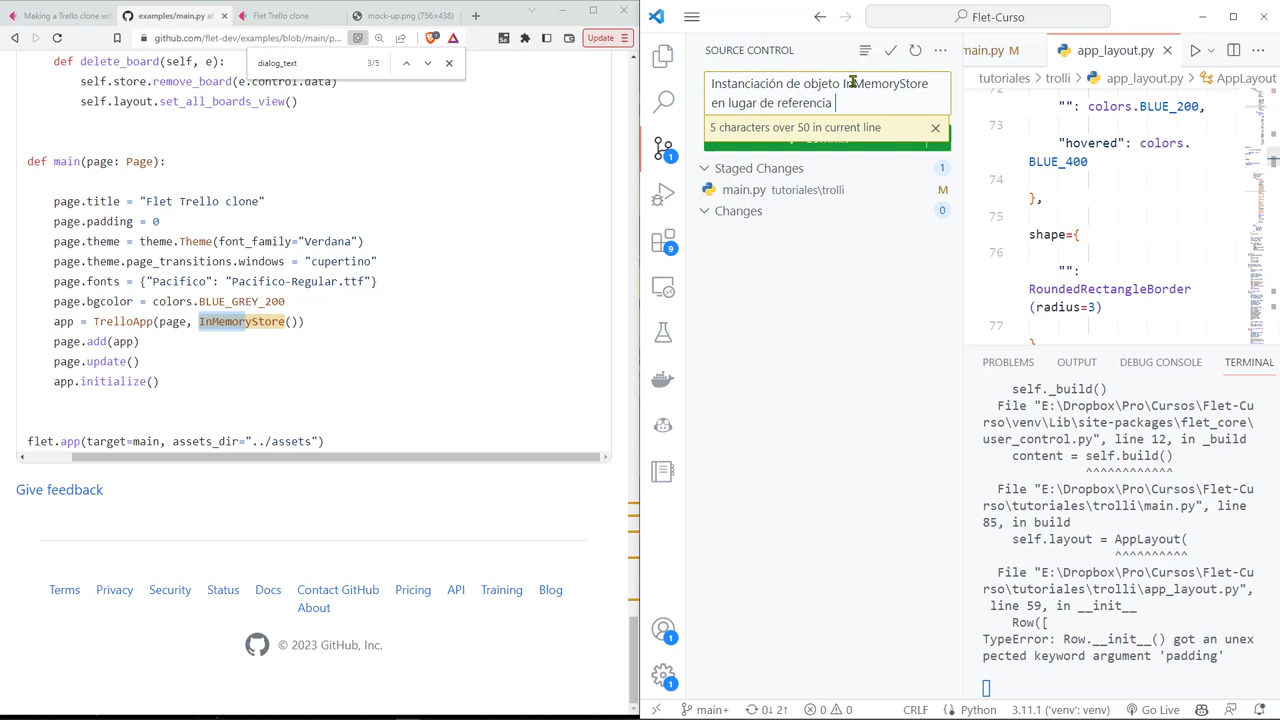 Making a Trello clone with
examples/main.py at
Flet Trello clone
mock-up.png (756×438)
github.com/flet-dev/examples/blob/main/p...
Update
dialog_text
3/5
def delete_board(self, e):
self.store.remove_board(e.control.data)
self.layout.set_all_boards_view()
def main(page: Page):
page.title = "Flet Trello clone"
page.padding = 0
page.theme = theme.Theme(font_family="Verdana")
page.theme.page_transitions.windows = "cupertino"
page.fonts = {"Pacifico": "Pacifico-Regular.ttf"}
page.bgcolor = colors.BLUE_GREY_200
app = TrelloApp(page, InMemoryStore())
page.add(app)
page.update()
app.initialize()
flet.app(target=main, assets_dir="../assets")
Give feedback
Terms
Privacy
Security
Status
Docs
Contact GitHub
Pricing
API
Training
Blog
About
© 2023 GitHub, Inc.
Flet-Curso
SOURCE CONTROL
Instanciación de objeto InMemoryStore
en lugar de referencia
5 characters over 50 in current line
Staged Changes
1
main.py tutoriales\trolli
M
Changes
0
1
9
1
1
main.py M
app_layout.py
tutoriales > trolli > app_layout.py > AppLayout
72
"": colors.BLUE_200,
73
"hovered": colors.
BLUE_400
74
},
75
shape={
76
"":
RoundedRectangleBorder
(radius=3)
77
}
PROBLEMS
OUTPUT
DEBUG CONSOLE
TERMINAL
self._build()
File "E:\Dropbox\Pro\Cursos\Flet-Cu
rso\venv\Lib\site-packages\flet_core\
user_control.py", line 12, in _build
content = self.build()
^^^^^^^^^^^^
File "E:\Dropbox\Pro\Cursos\Flet-Cu
rso\tutoriales\trolli\main.py", line
85, in build
self.layout = AppLayout(
^^^^^^^^^^
File "E:\Dropbox\Pro\Cursos\Flet-Cu
rso\tutoriales\trolli\app_layout.py",
line 59, in __init__
Row([
TypeError: Row.__init__() got an unex
pected keyword argument 'padding'
main+
0↓ 2↑
0
0
CRLF
Python
3.11.1 ('venv': venv)
Go Live